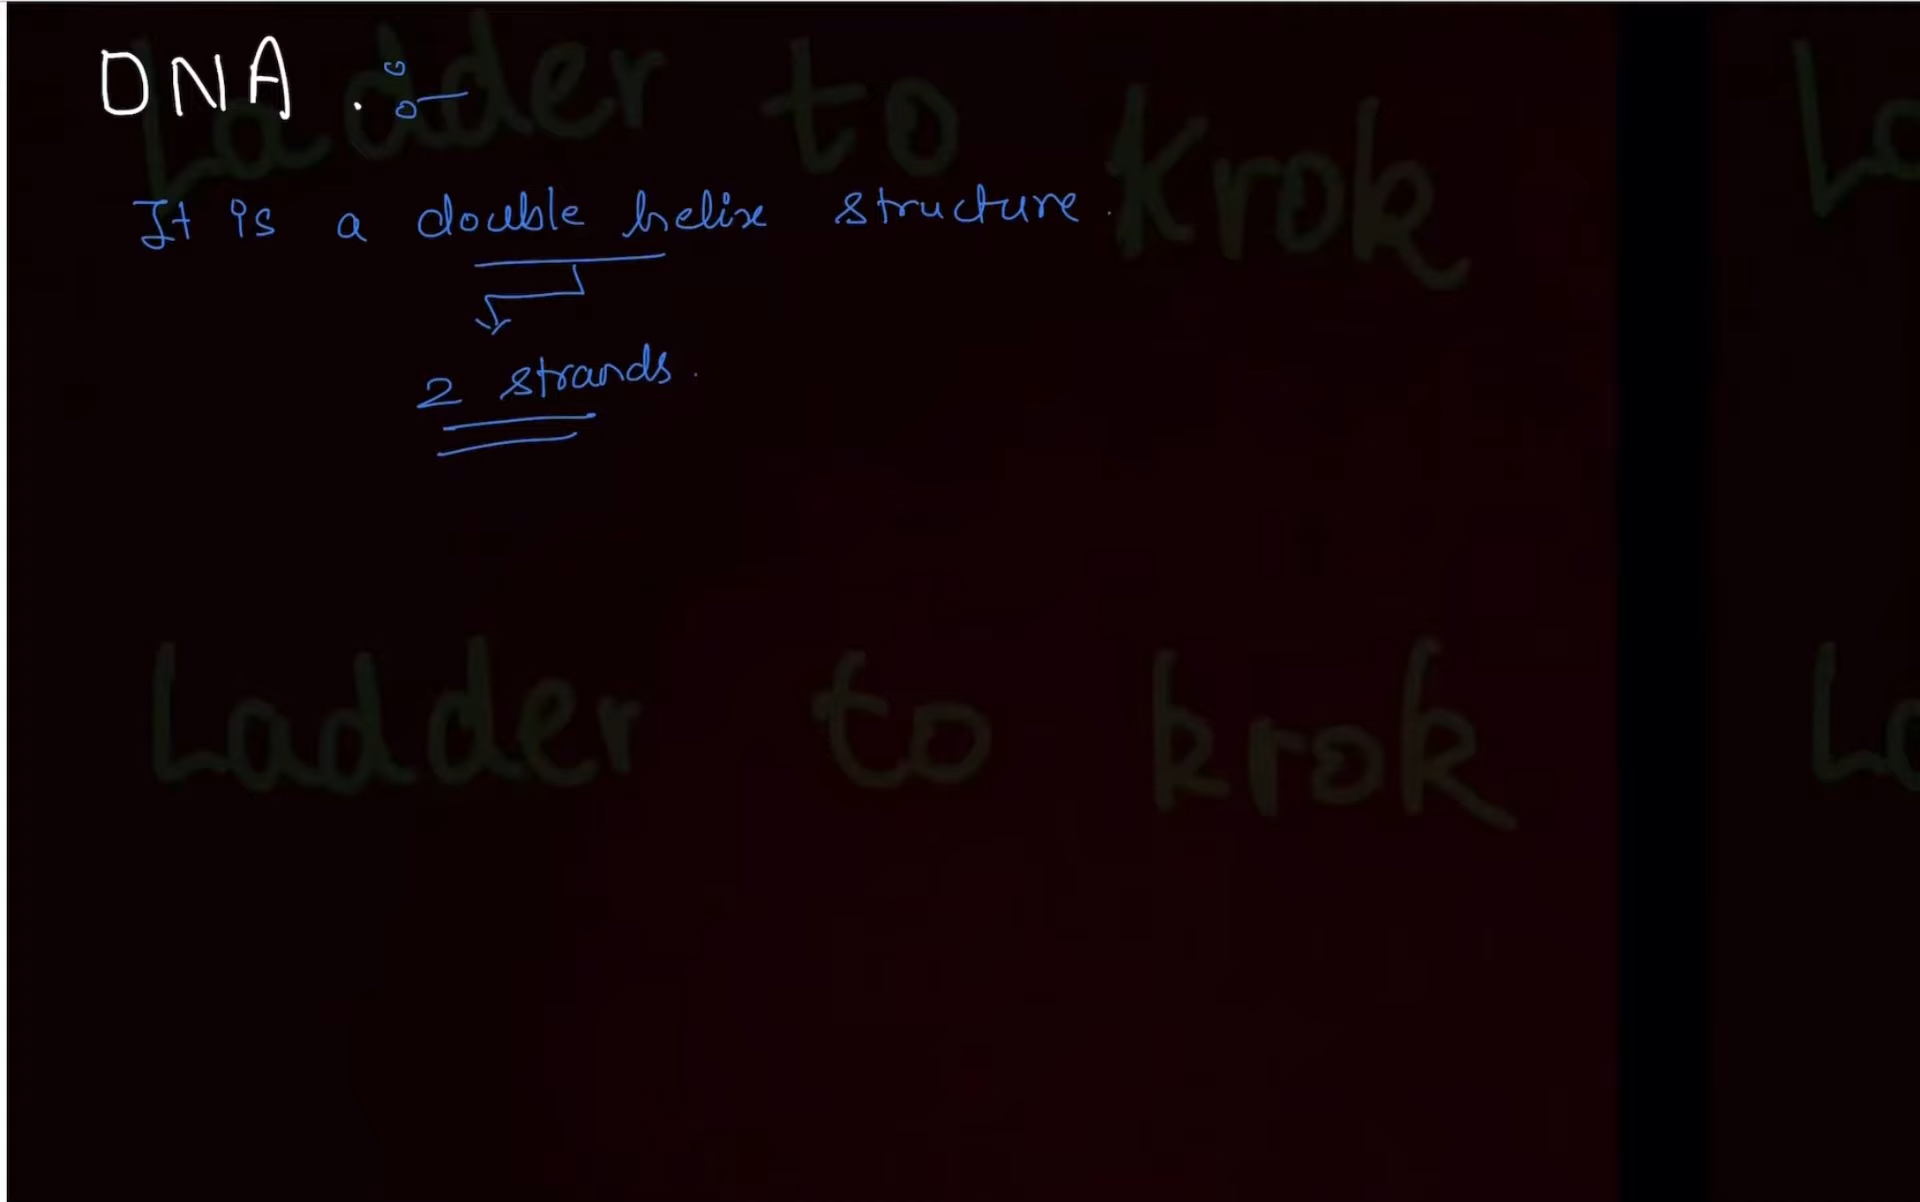 DNA :-
It is a double helix structure.
2 strands.
Ladder to Krok
Ladder to krok